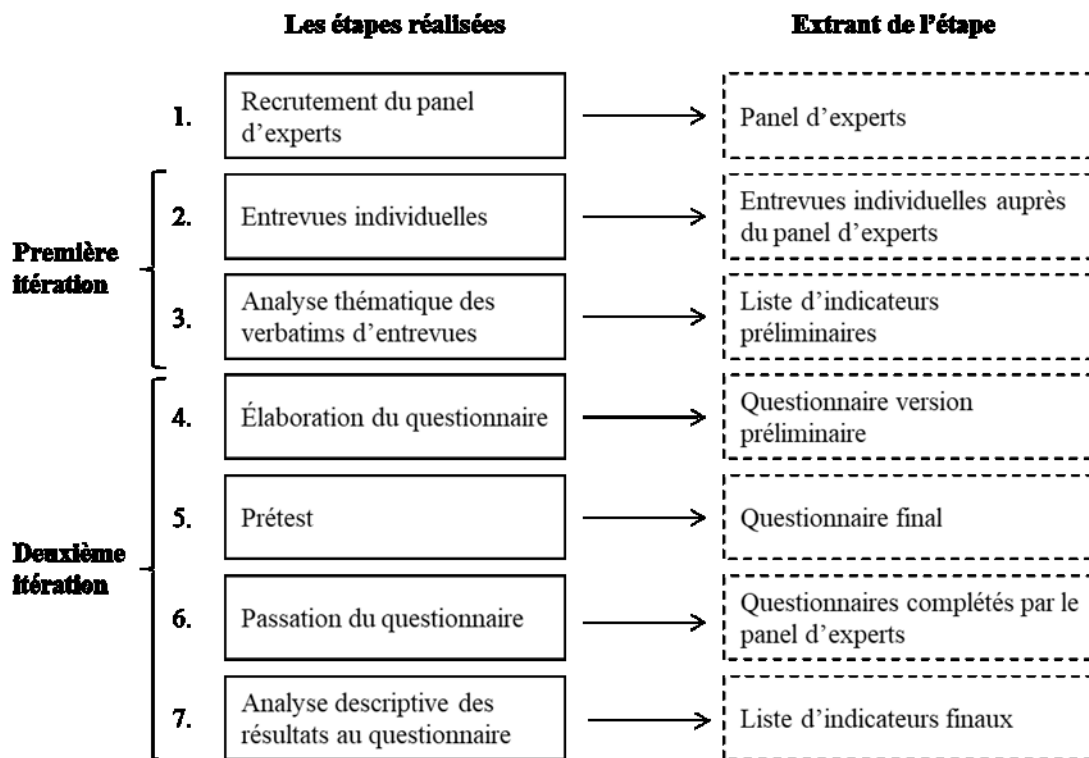 Les étapes réalisées
Extrant de l'étape
1.
Recrutement du panel
d'experts
Panel d'experts
Première
itération
2.
Entrevues individuelles
Entrevues individuelles auprès
du panel d'experts
3.
Analyse thématique des
verbatims d'entrevues
Liste d'indicateurs
préliminaires
Deuxième
itération
4.
Élaboration du questionnaire
Questionnaire version
préliminaire
5.
Prétest
Questionnaire final
6.
Passation du questionnaire
Questionnaires complétés par le
panel d'experts
7.
Analyse descriptive des
résultats au questionnaire
Liste d'indicateurs finaux